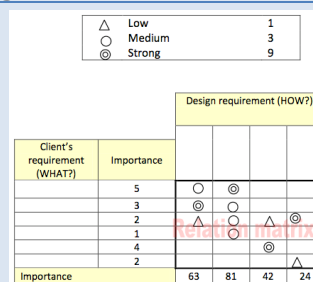 Low 1
Medium 3
Strong 9
Design requirement (HOW?)
Client's
requirement
(WHAT?)
Importance
5
3
2
1
4
2
Relation matrix
Importance 63 81 42 24